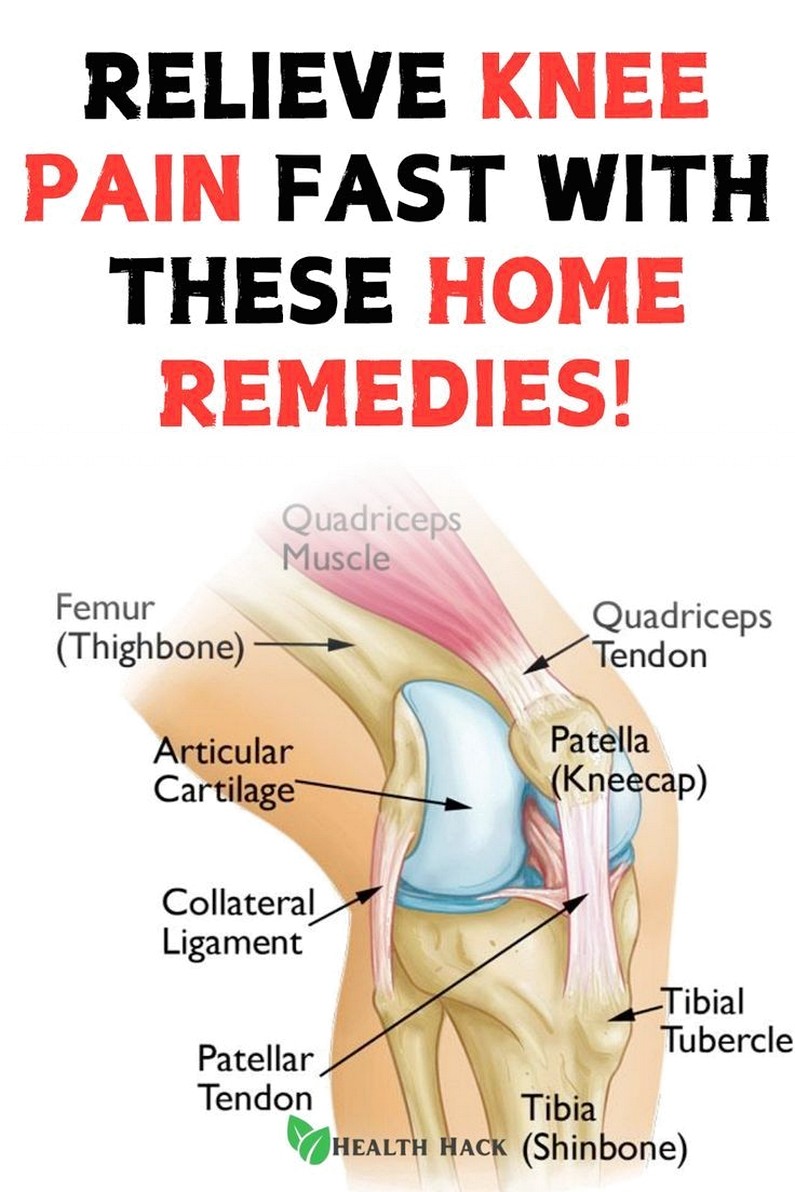 RELIEVE KNEE
PAIN FAST WITH
THESE HOME
REMEDIES!
Quadriceps
Muscle
Femur
(Thighbone)
Quadriceps
Tendon
Articular
Cartilage
Patella
(Kneecap)
Collateral
Ligament
Tibial
Tubercle
Patellar
Tendon
Tibia
(Shinbone)
HEALTH HACK